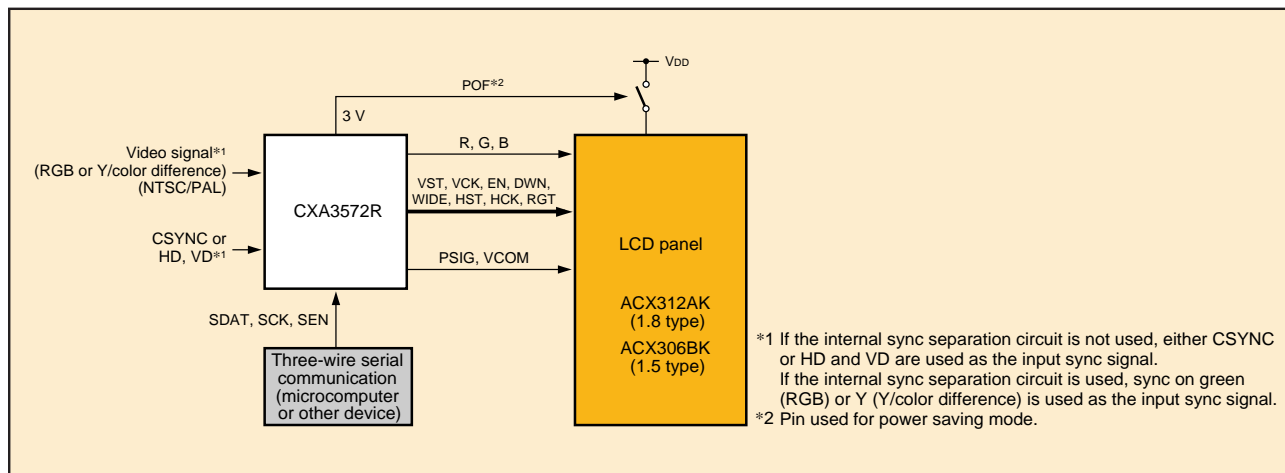 VDD
POF*2
3 V
Video signal*1
(RGB or Y/color difference)
(NTSC/PAL)
CSYNC or
HD, VD*1
CXA3572R
R, G, B
VST, VCK, EN, DWN,
WIDE, HST, HCK, RGT
PSIG, VCOM
SDAT, SCK, SEN
Three-wire serial
communication
(microcomputer
or other device)
LCD panel
ACX312AK
(1.8 type)
ACX306BK
(1.5 type)
*1 If the internal sync separation circuit is not used, either CSYNC
or HD and VD are used as the input sync signal.
If the internal sync separation circuit is used, sync on green
(RGB) or Y (Y/color difference) is used as the input sync signal.
*2 Pin used for power saving mode.